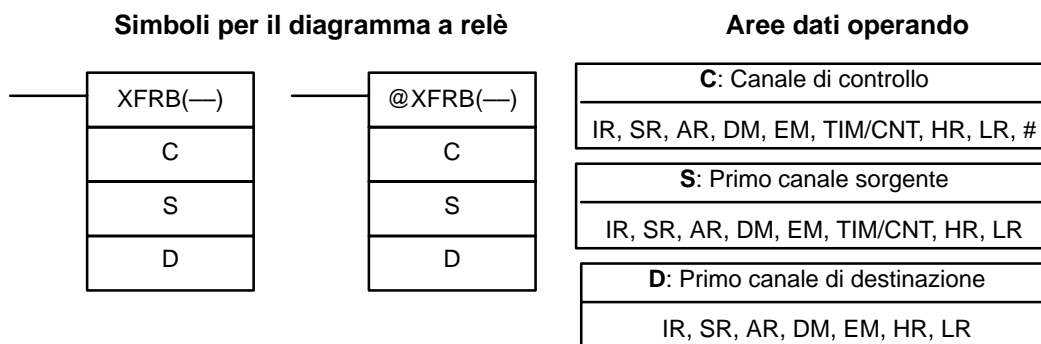 Simboli per il diagramma a relè
Aree dati operando
XFRB(––)
C
S
D
@XFRB(––)
C
S
D
C: Canale di controllo
IR, SR, AR, DM, EM, TIM/CNT, HR, LR, #
S: Primo canale sorgente
IR, SR, AR, DM, EM, TIM/CNT, HR, LR
D: Primo canale di destinazione
IR, SR, AR, DM, EM, HR, LR